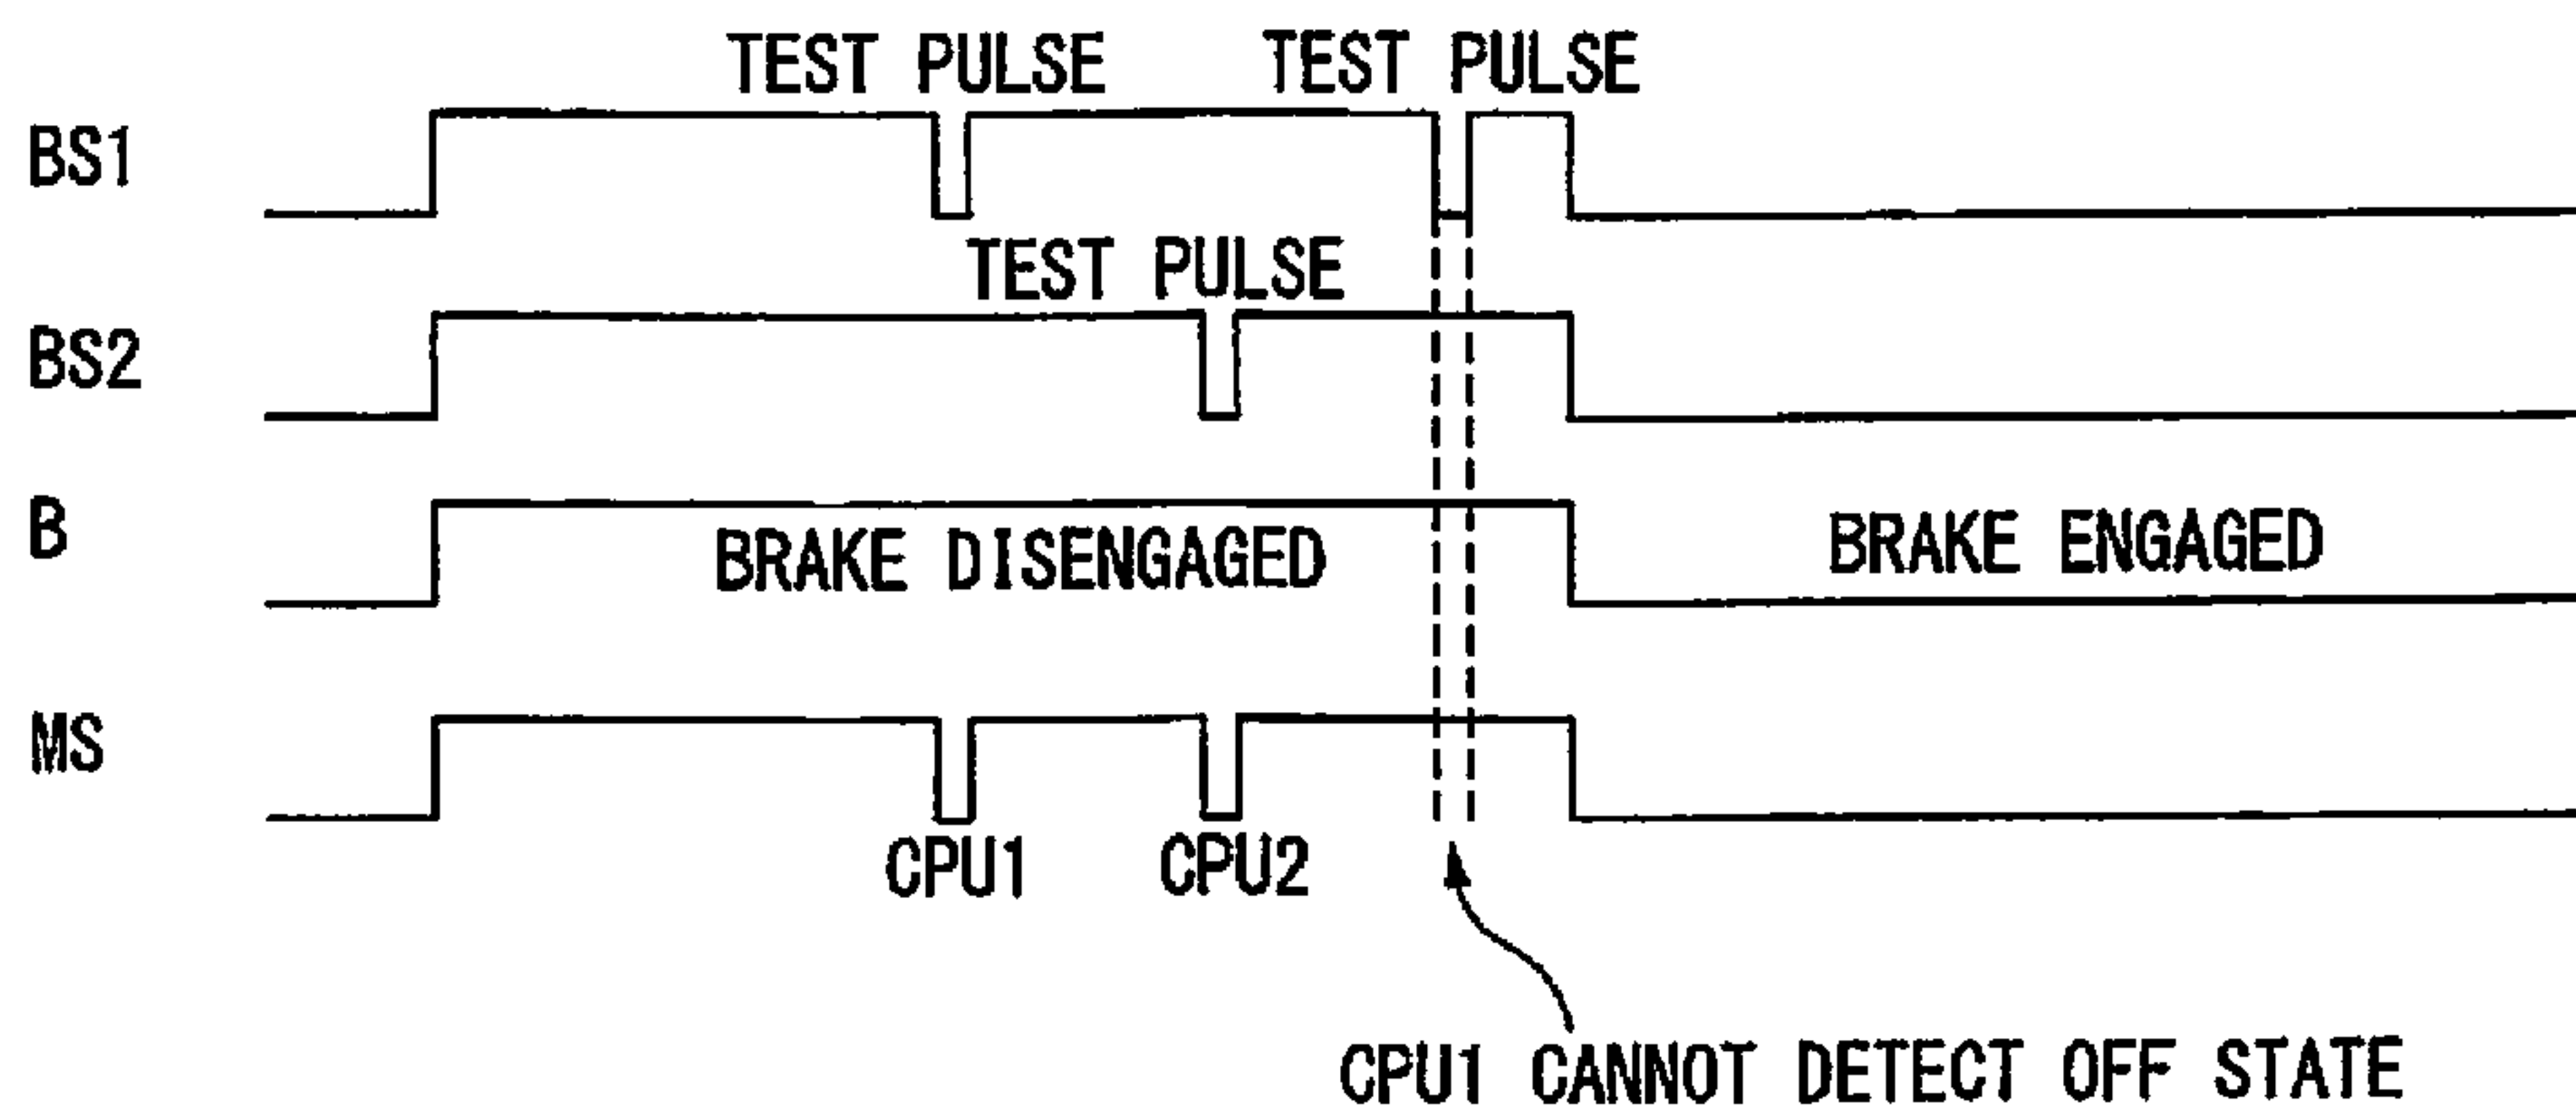 TEST PULSE TEST PULSE
BS1
TEST PULSE
BS2
B
BRAKE DISENGAGED BRAKE ENGAGED
MS
CPU1 CPU2
CPU1 CANNOT DETECT OFF STATE